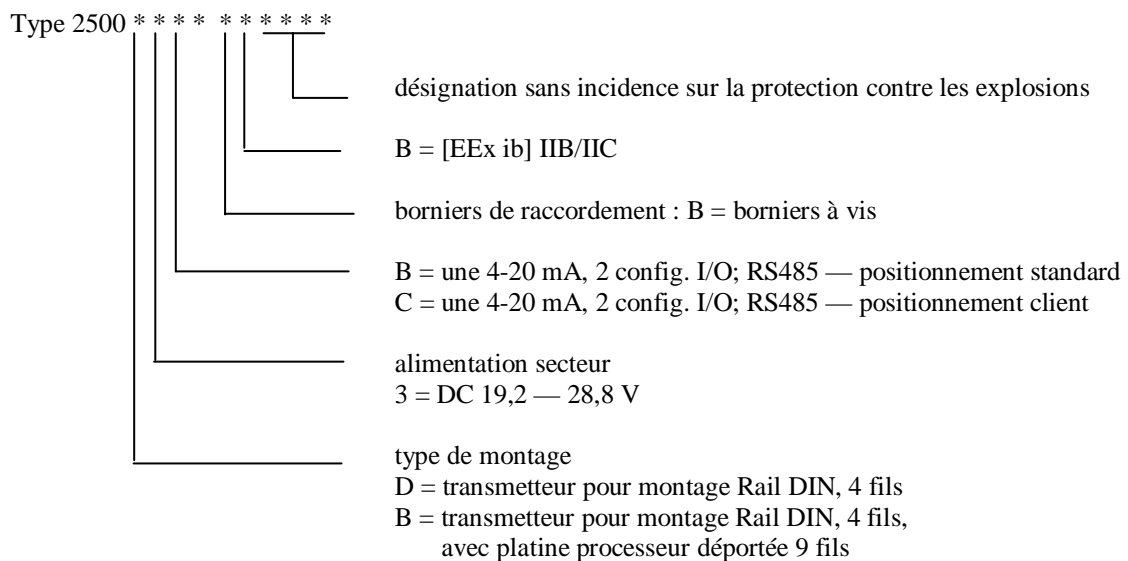 Type 2500 * * * * * * * * * *
désignation sans incidence sur la protection contre les explosions
B = [EEx ib] IIB/IIC
borniers de raccordement : B = borniers à vis
B = une 4-20 mA, 2 config. I/O; RS485 — positionnement standard
C = une 4-20 mA, 2 config. I/O; RS485 — positionnement client
alimentation secteur
3 = DC 19,2 — 28,8 V
type de montage
D = transmetteur pour montage Rail DIN, 4 fils
B = transmetteur pour montage Rail DIN, 4 fils,
avec platine processeur déportée 9 fils